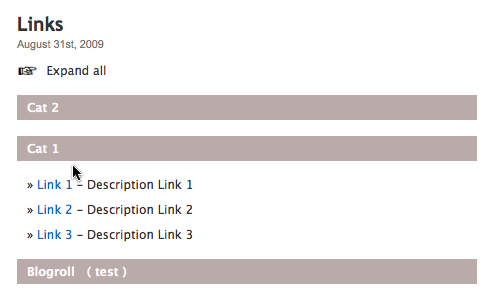 Links
August 31st, 2009
Expand all
Cat 2
Cat 1
» Link 1 – Description Link 1
» Link 2 – Description Link 2
» Link 3 – Description Link 3
Blogroll ( test )